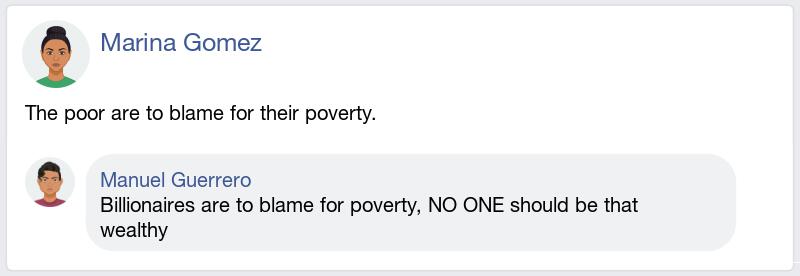 Marina Gomez
The poor are to blame for their poverty.
Manuel Guerrero
Billionaires are to blame for poverty, NO ONE should be that
wealthy